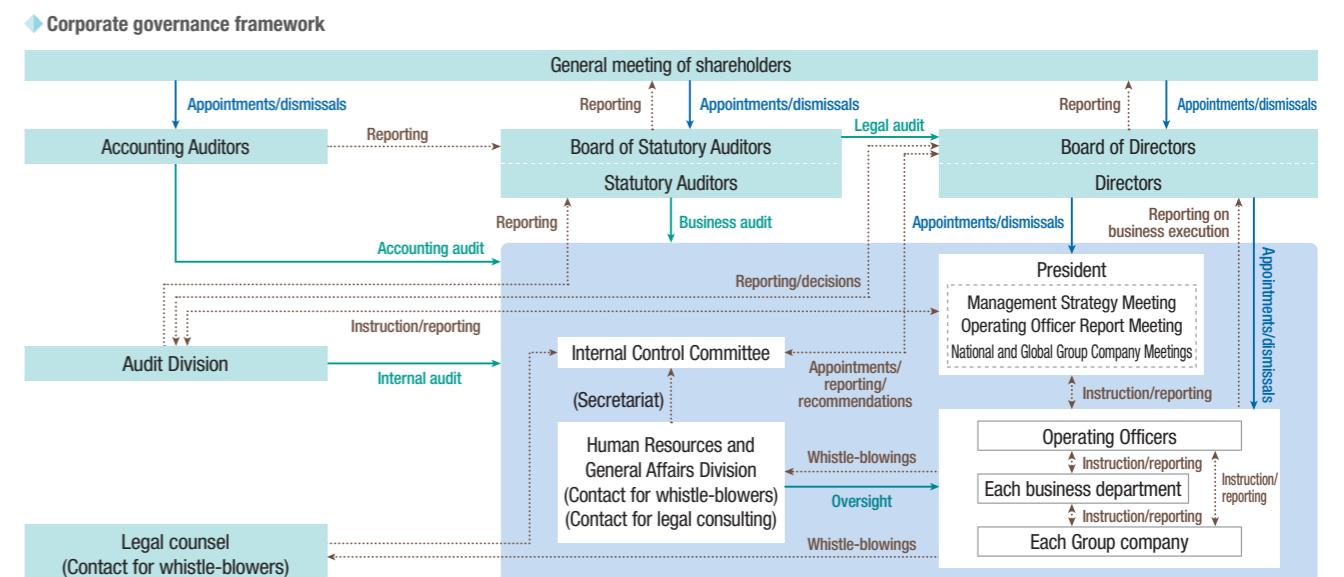 Corporate governance framework
General meeting of shareholders
Appointments/dismissals
Reporting
Appointments/dismissals
Reporting
Appointments/dismissals
Accounting Auditors
Reporting
Board of Statutory Auditors
Statutory Auditors
Legal audit
Board of Directors
Directors
Reporting
Business audit
Accounting audit
Appointments/dismissals
Reporting on
business execution
Appointments/dismissals
Reporting/decisions
Instruction/reporting
President
Management Strategy Meeting
Operating Officer Report Meeting
National and Global Group Company Meetings
Audit Division
Internal audit
Internal Control Committee
Appointments/
reporting/
recommendations
(Secretariat)
Instruction/reporting
Human Resources and
General Affairs Division
(Contact for whistle-blowers)
(Contact for legal consulting)
Whistle-blowings
Oversight
Operating Officers
Instruction/reporting
Each business department
Instruction/
reporting
Instruction/reporting
Each Group company
Legal counsel
(Contact for whistle-blowers)
Whistle-blowings